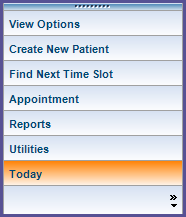 View Options
Create New Patient
Find Next Time Slot
Appointment
Reports
Utilities
Today